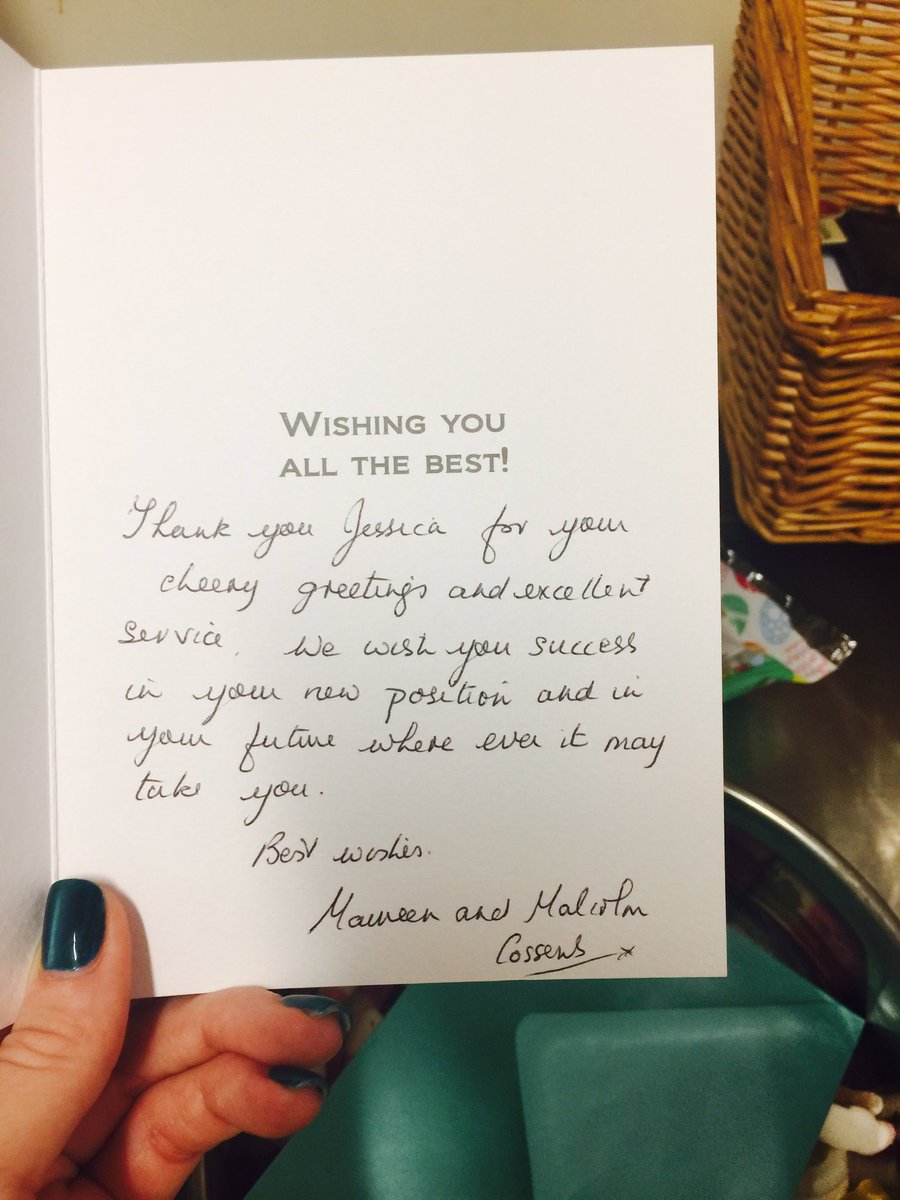 WISHING YOU
ALL THE BEST!
Thank you Jessica for your
cheery greetings and excellent
service. We wish you success
in your new position and in
your future where ever it may
take you.
Best wishes.
Maureen and Malcolm
Cossens x